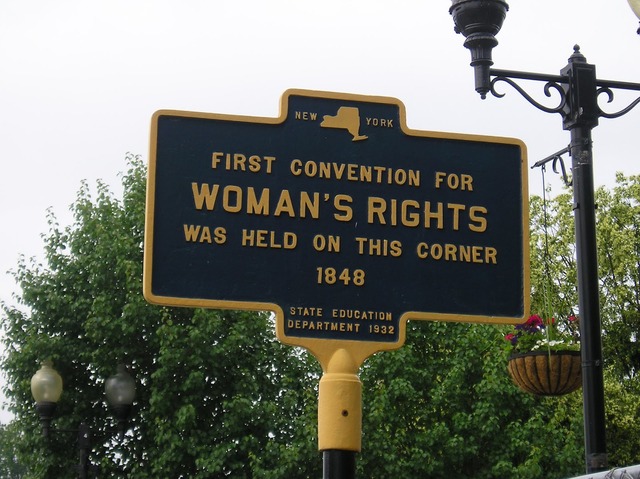 NEW YORK
FIRST CONVENTION FOR
WOMAN'S RIGHTS
WAS HELD ON THIS CORNER
1848
STATE EDUCATION
DEPARTMENT 1932